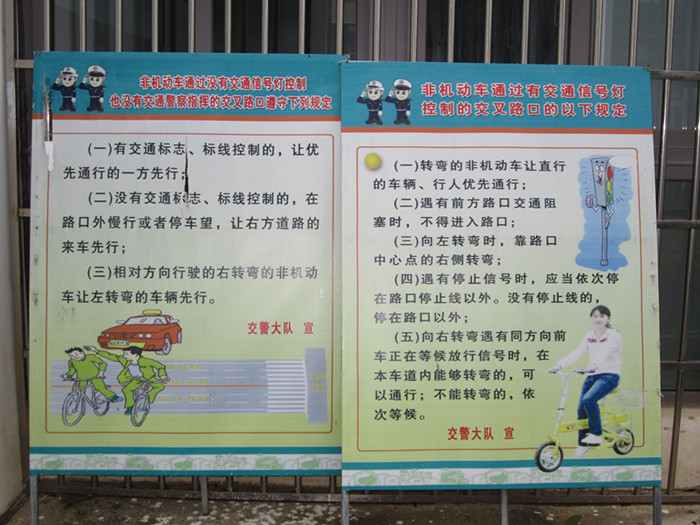 非机动车通过没有交通信号灯控制
也没有交通警察指挥的交叉路口遵守下列规定
(一)有交通标志、标线控制的，让优
先通行的一方先行；
(二)没有交通标志、标线控制的，在
路口外慢行或者停车望，让右方道路的
来车先行；
(三)相对方向行驶的右转弯的非机动
车让左转弯的车辆先行。
交警大队 宣
非机动车通过有交通信号灯
控制的交叉路口的以下规定
(一)转弯的非机动车让直行
的车辆、行人优先通行；
(二)遇有前方路口交通阻
塞时，不得进入路口；
(三)向左转弯时，靠路口
中心点的右侧转弯；
(四)遇有停止信号时，应当依次停
在路口停止线以外。没有停止线的，
停在路口以外；
(五)向右转弯遇有同方向前
车正在等候放行信号时，在
本车道内能够转弯的，可
以通行；不能转弯的，依
次等候。
交警大队 宣